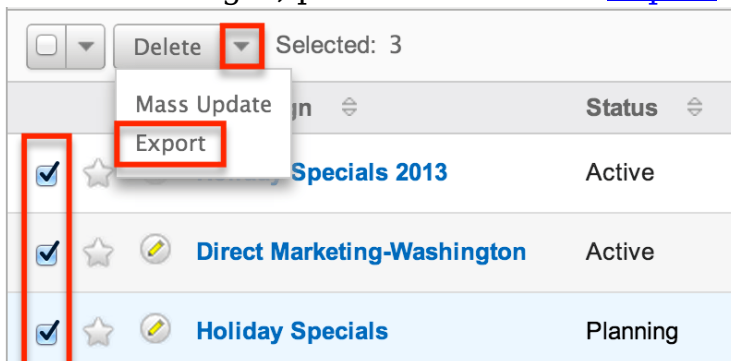 Delete Selected: 3
Mass Update
Export
Status
Specials 2013 Active
Direct Marketing-Washington Active
Holiday Specials Planning